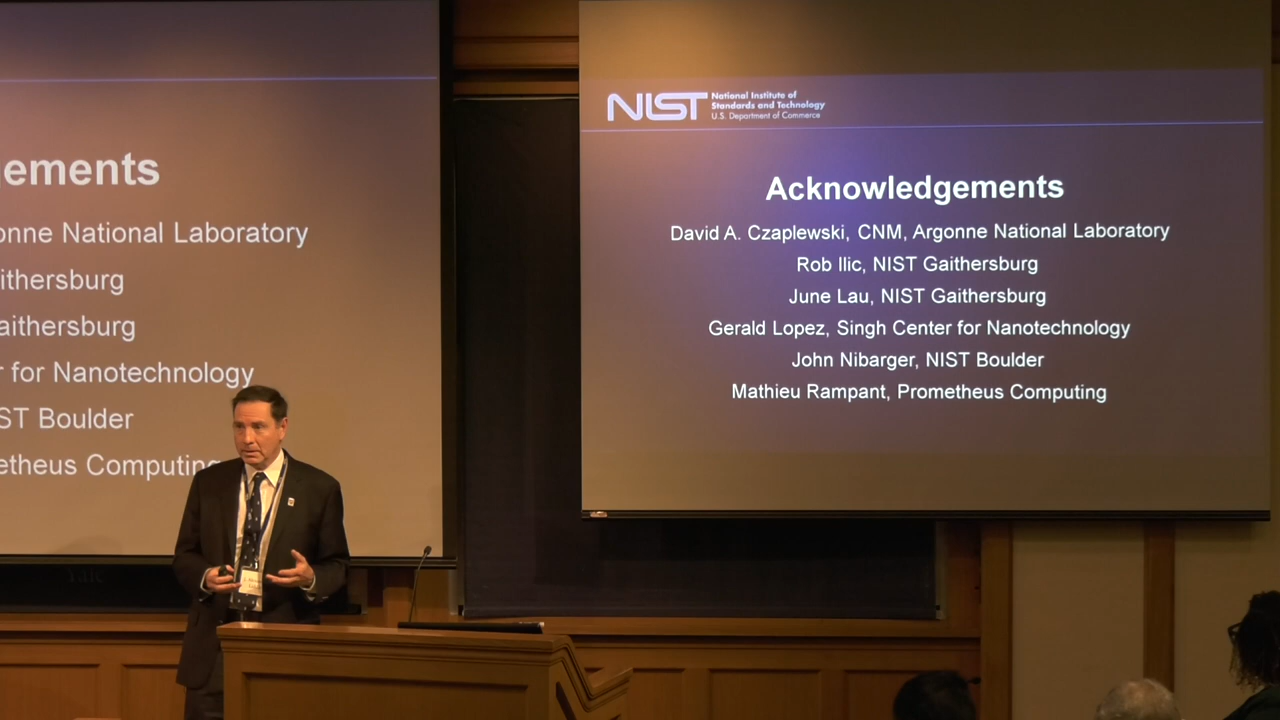 ements
onne National Laboratory
ithersburg
aithersburg
r for Nanotechnology
ST Boulder
etheus Computing
Yale
NIST
National Institute of
Standards and Technology
U.S. Department of Commerce
Acknowledgements
David A. Czaplewski, CNM, Argonne National Laboratory
Rob Ilic, NIST Gaithersburg
June Lau, NIST Gaithersburg
Gerald Lopez, Singh Center for Nanotechnology
John Nibarger, NIST Boulder
Mathieu Rampant, Prometheus Computing